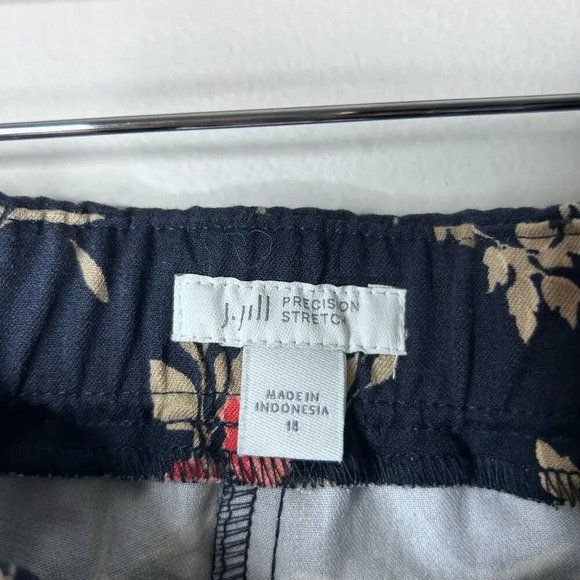 J.Jill PRECISION
STRETCH
MADE IN
INDONESIA
18